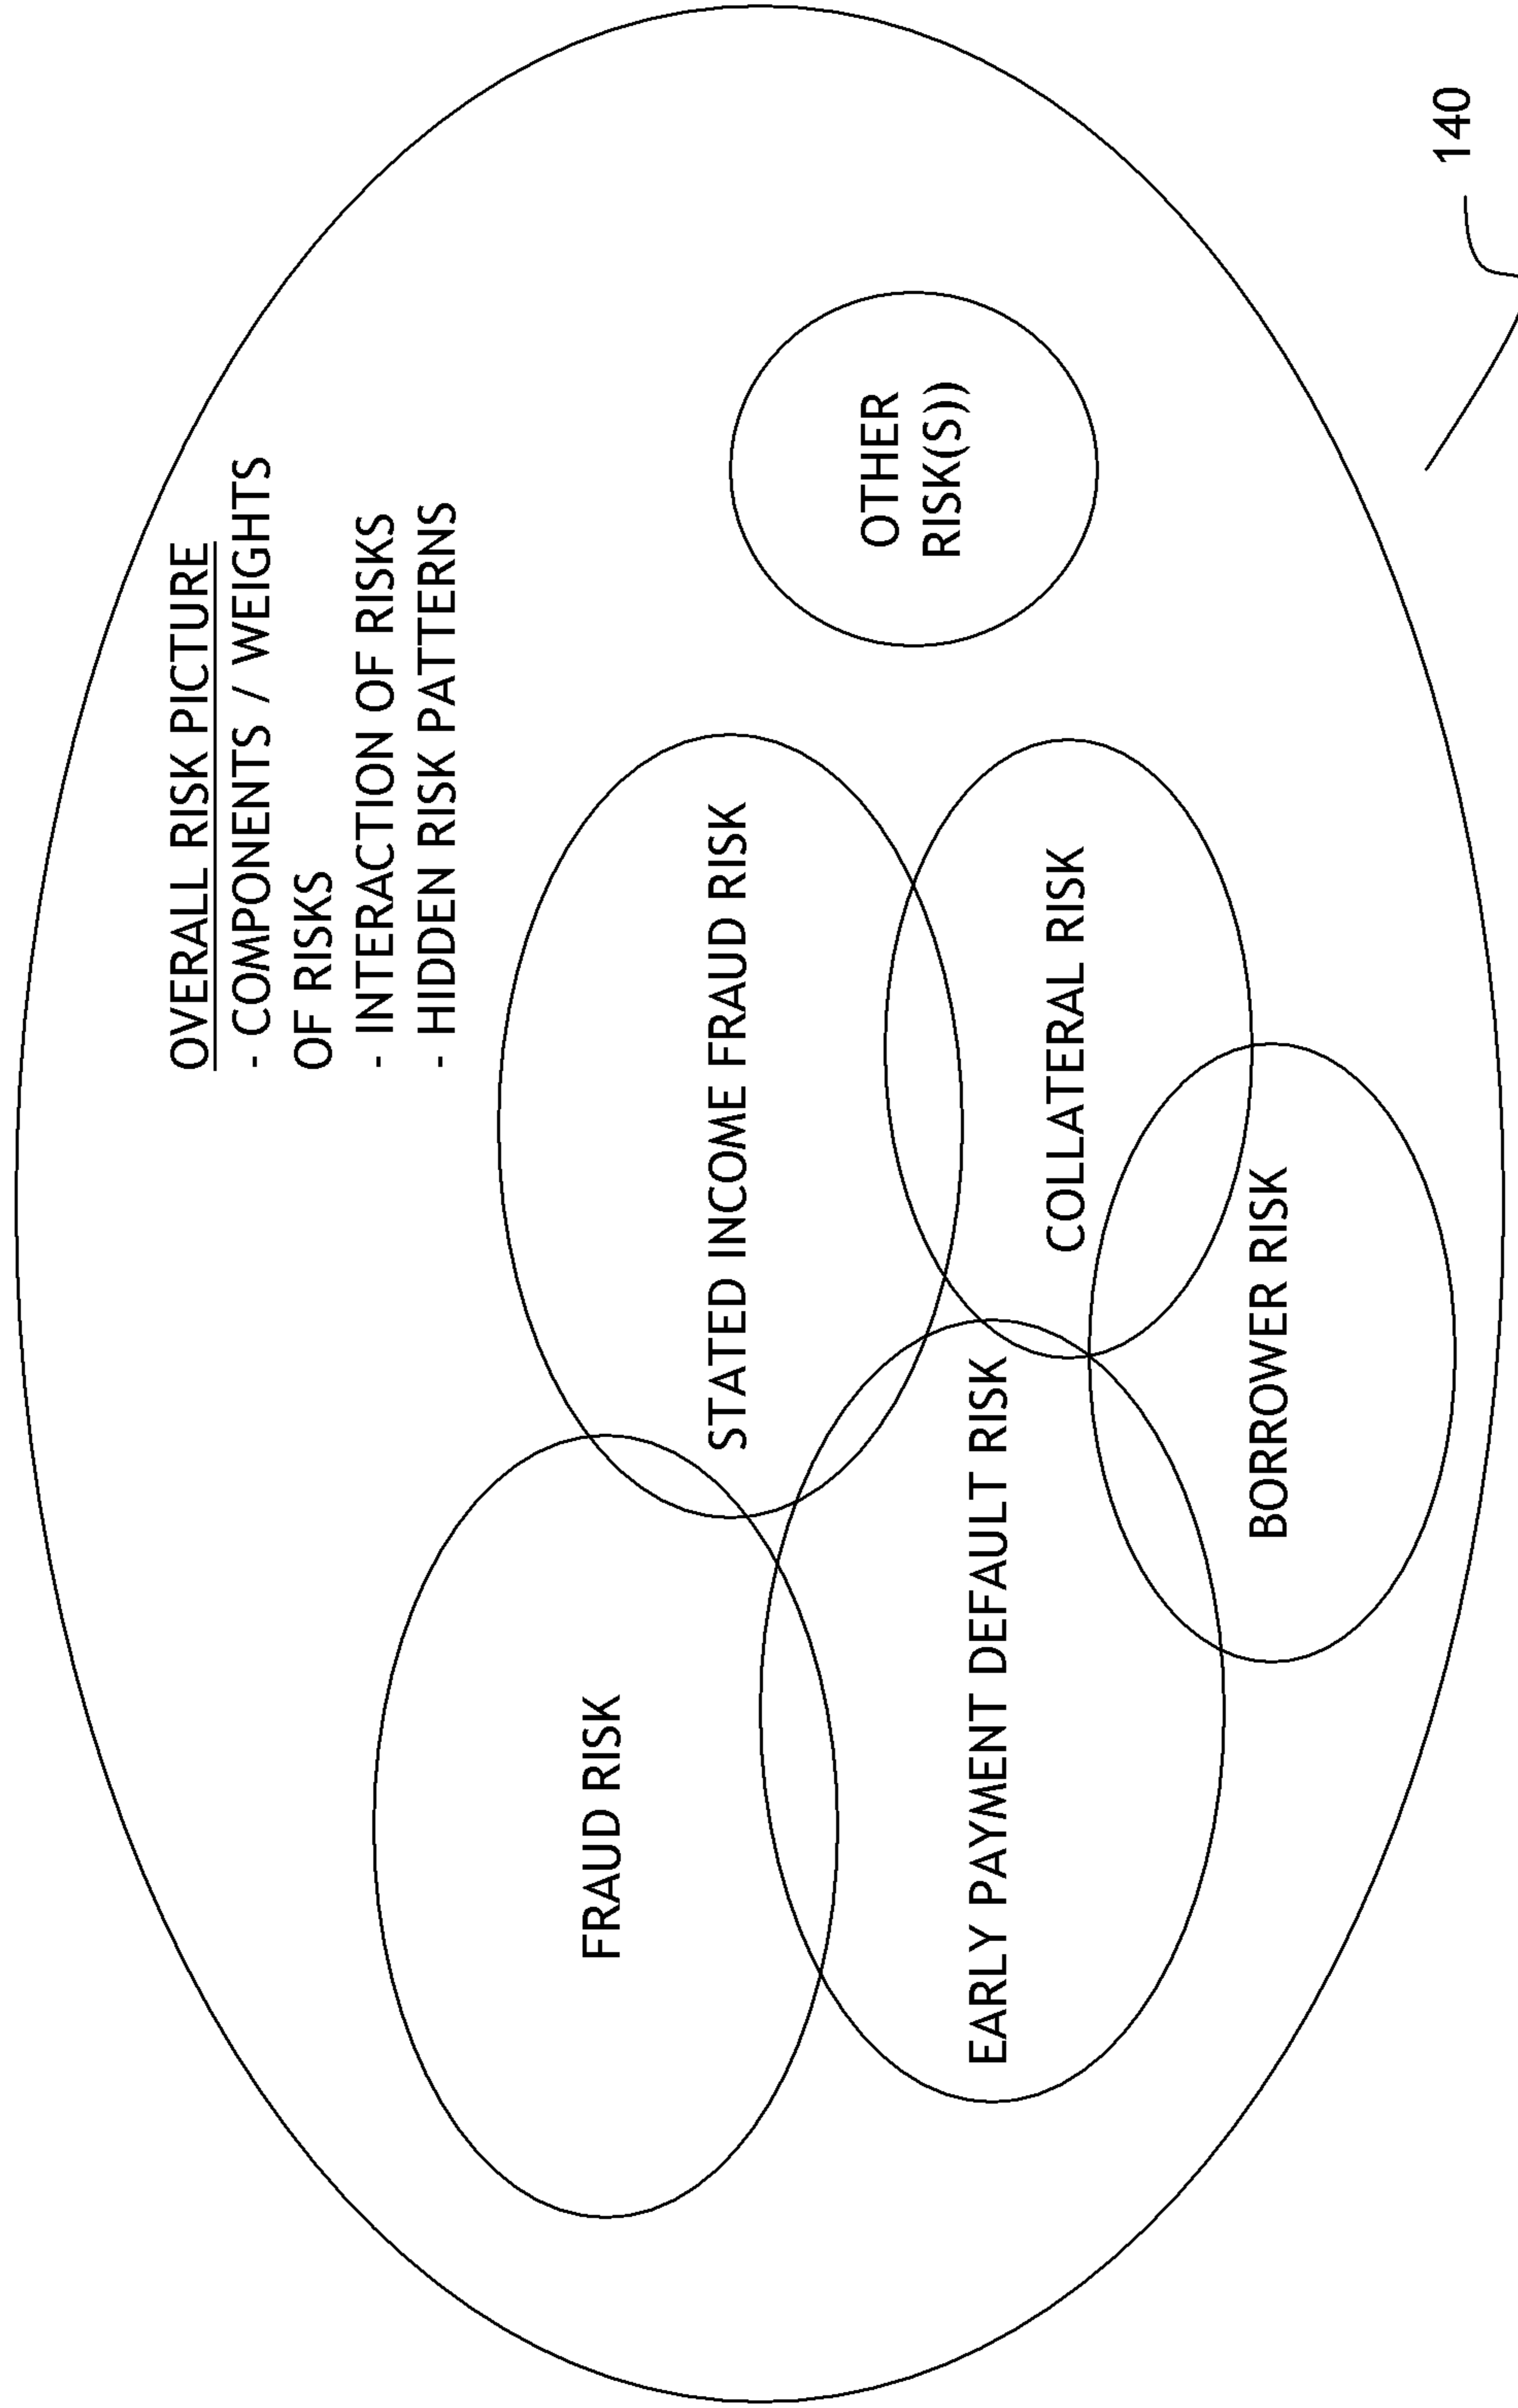 OVERALL RISK PICTURE
- COMPONENTS / WEIGHTS
OF RISKS
- INTERACTION OF RISKS
- HIDDEN RISK PATTERNS
FRAUD RISK
STATED INCOME FRAUD RISK
OTHER
RISK(S))
EARLY PAYMENT DEFAULT RISK
COLLATERAL RISK
BORROWER RISK
140